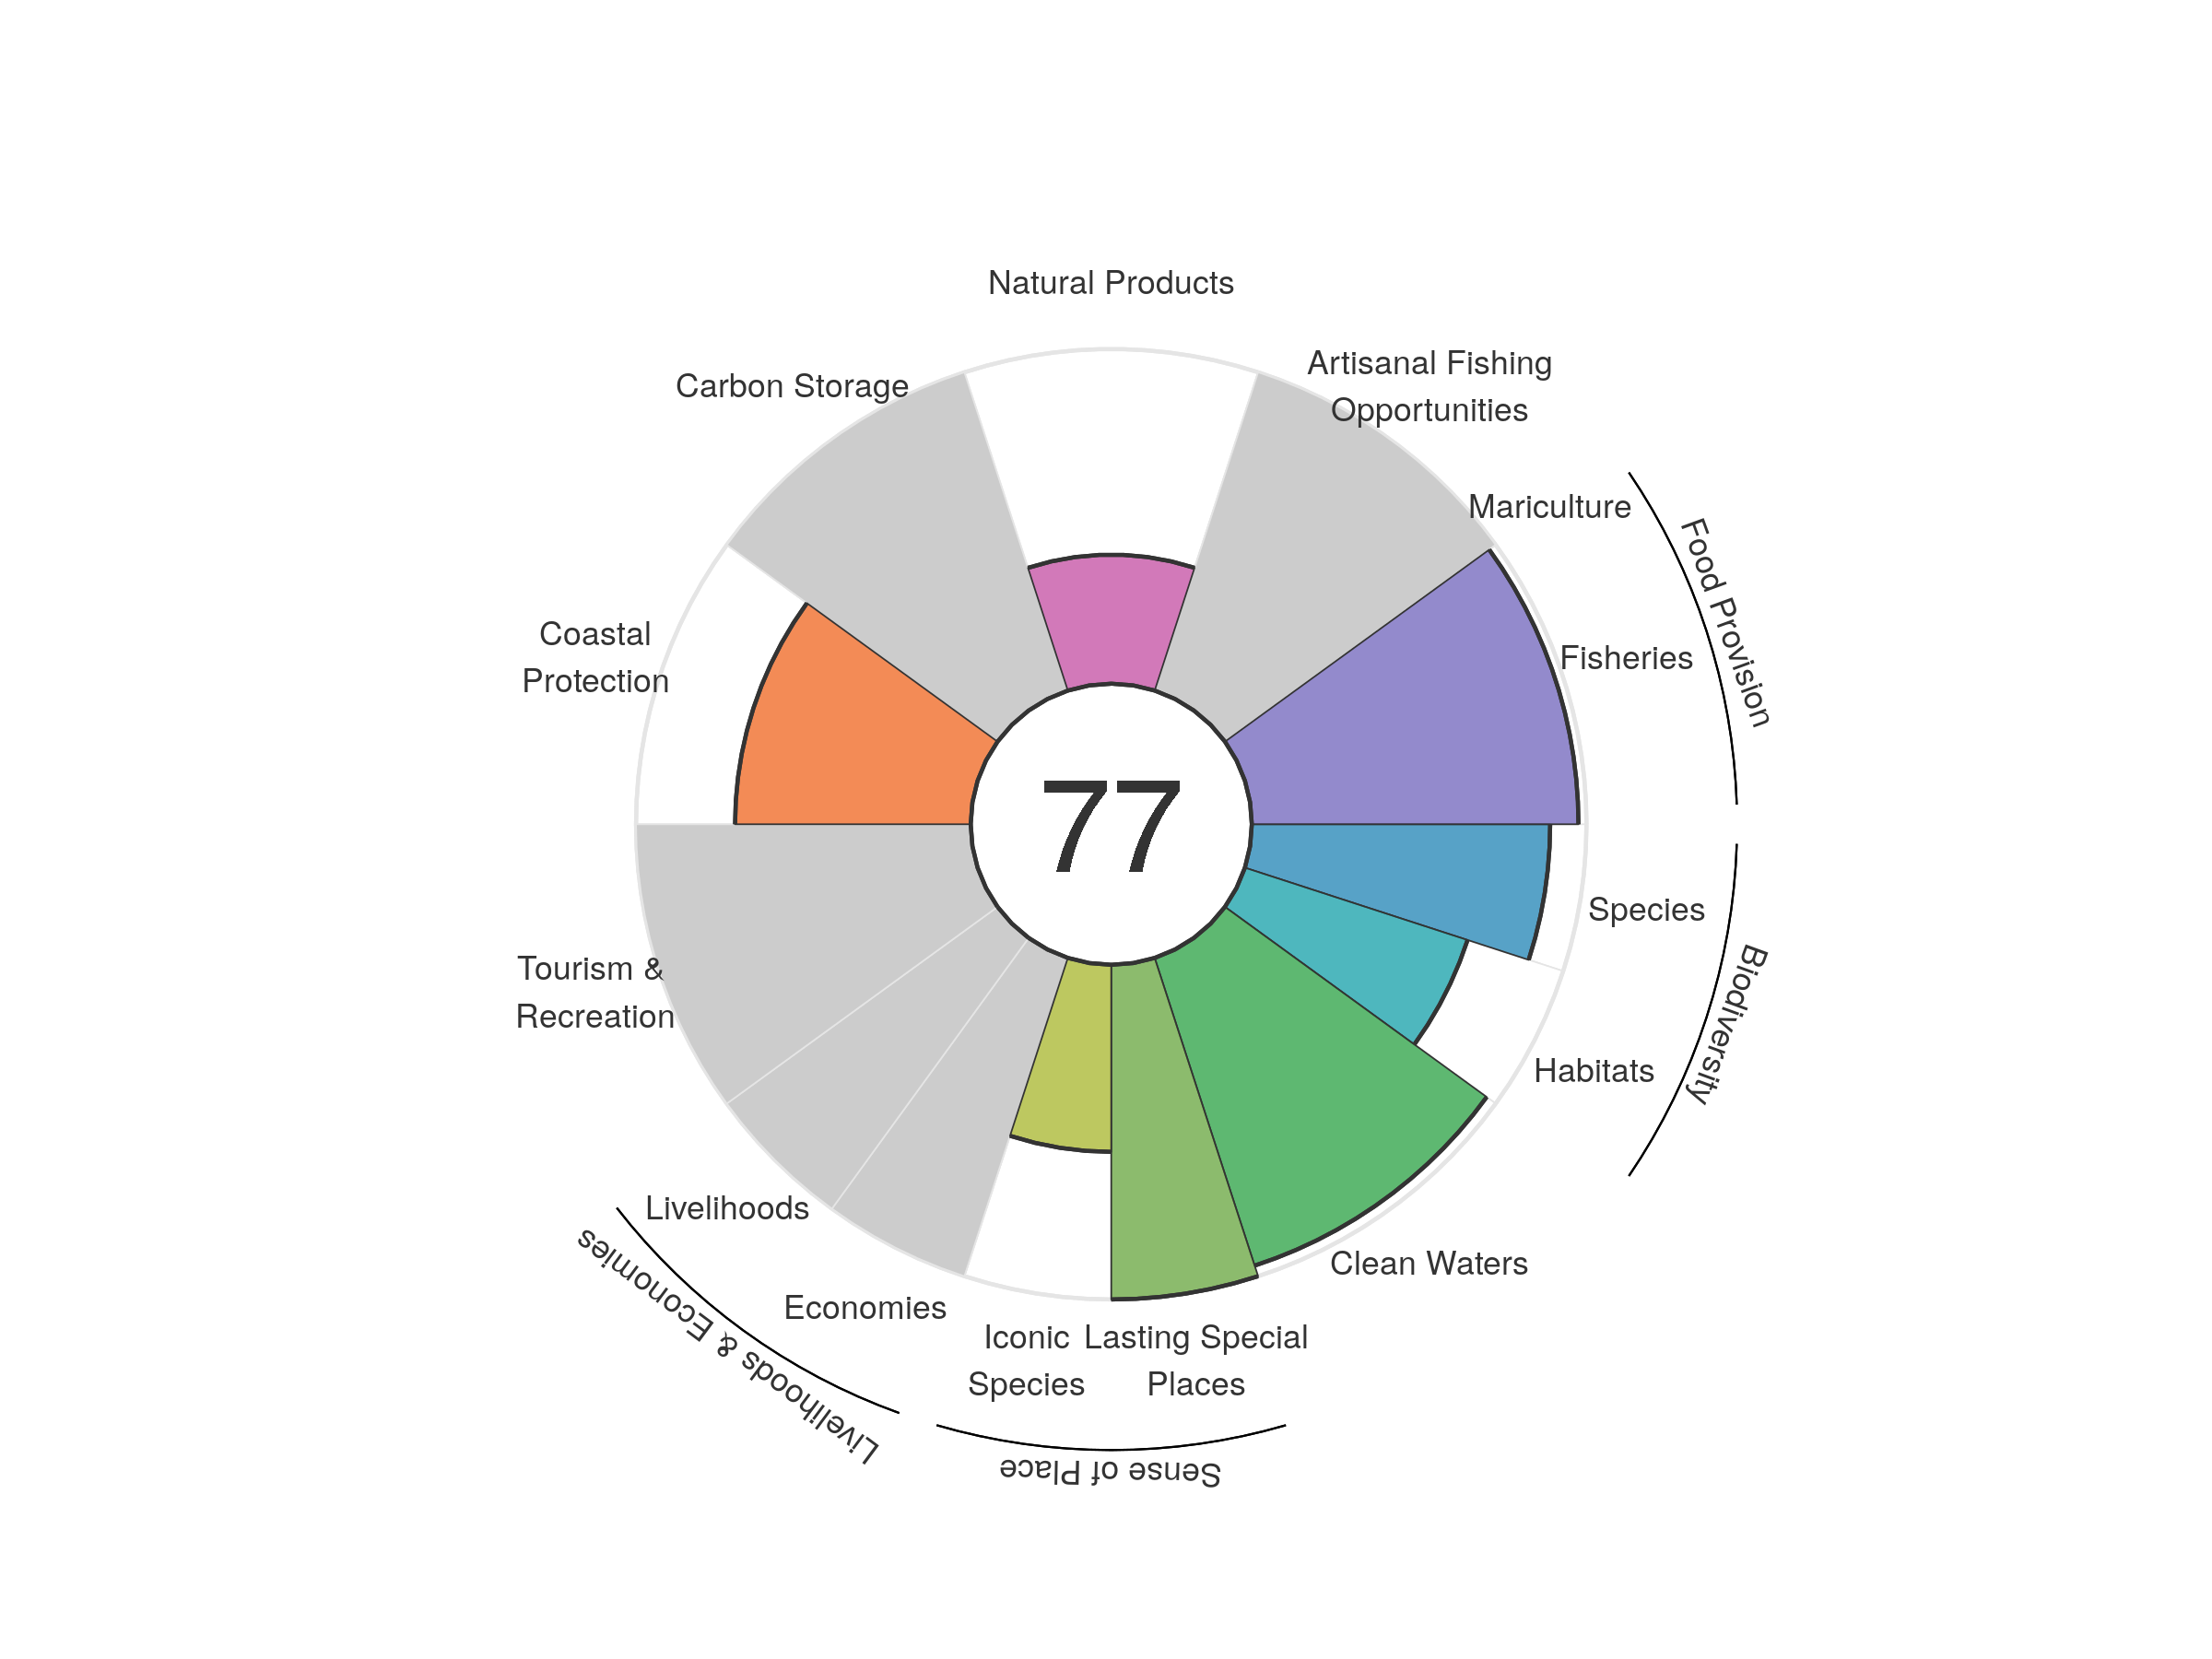 Natural Products
Artisanal Fishing
Opportunities
Carbon Storage
Mariculture
Food Provision
Fisheries
Coastal
Protection
77
Species
Biodiversity
Tourism &
Recreation
Habitats
Livelihoods
Clean Waters
Livelihoods & Economies
Economies
Iconic
Species
Lasting Special
Places
Sense of Place